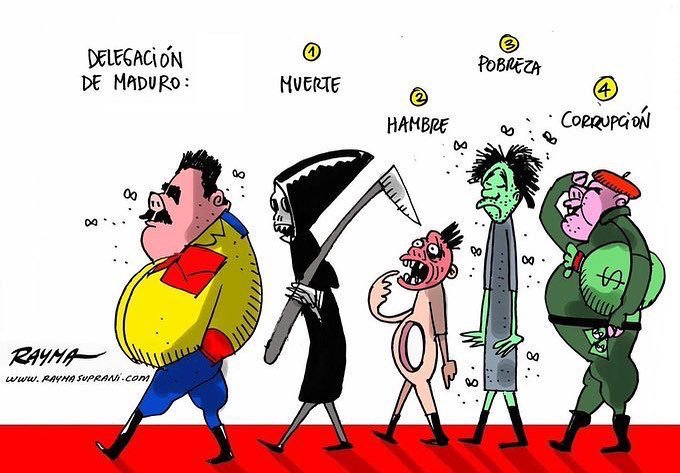 DELEGACIÓN
DE MADURO:
1
MUERTE
2
HAMBRE
3
POBREZA
4
CORRUPCIÓN
$
RAYMA
WWW.RAYMASUPRANI.COM